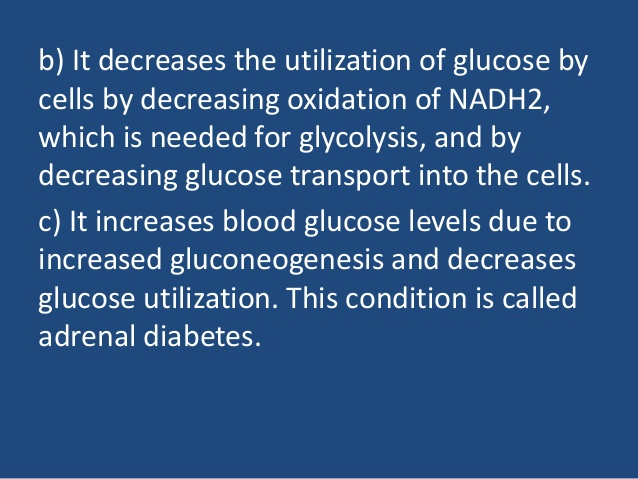 b) It decreases the utilization of glucose by
cells by decreasing oxidation of NADH2,
which is needed for glycolysis, and by
decreasing glucose transport into the cells.
c) It increases blood glucose levels due to
increased gluconeogenesis and decreases
glucose utilization. This condition is called
adrenal diabetes.